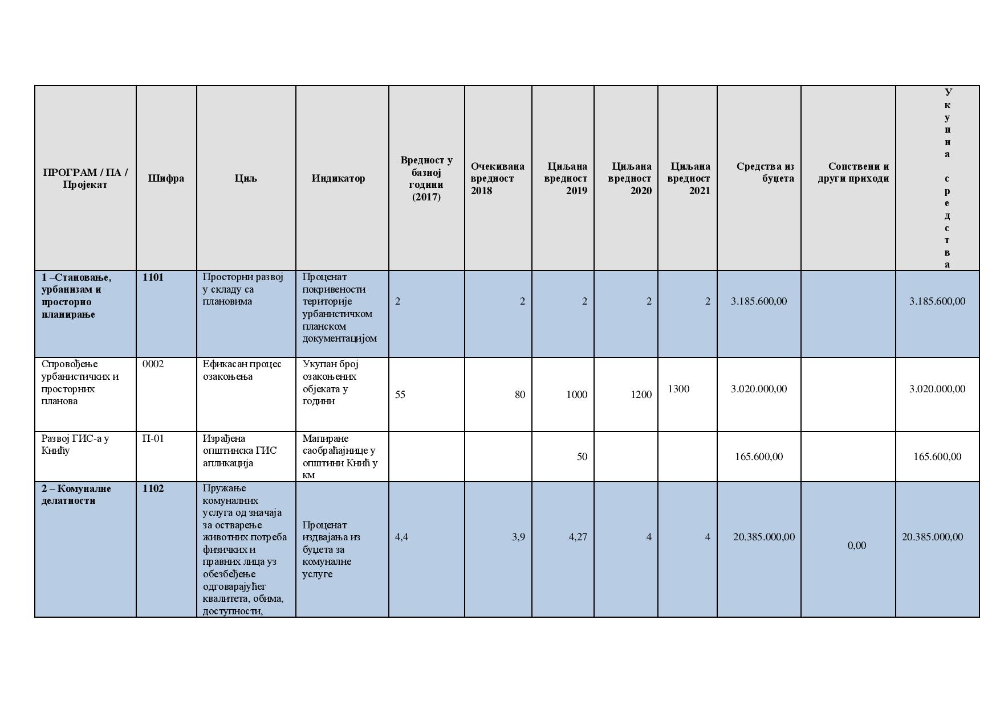 ПРОГРАМ / ПА /
Пројекат
Шифра
Циљ
Индикатор
Вредност у
базној
години
(2017)
Очекивана
вредност
2018
Циљана
вредност
2019
Циљана
вредност
2020
Циљана
вредност
2021
Средства из
буџета
Сопствени и
други приходи
У
к
у
п
н
а
с
р
е
д
с
т
в
а
1 –Становање,
урбанизам и
просторно
планирање
1101
Просторни развој
у складу са
плановима
Проценат
покривености
територије
урбанистичком
планском
документацијом
2
2
2
2
2
3.185.600,00
3.185.600,00
Спровођење
урбанистичких и
просторних
планова
0002
Ефикасан процес
озакоњења
Укупан број
озакоњених
објеката у
години
55
80
1000
1200
1300
3.020.000,00
3.020.000,00
Развој ГИС-а у
Книћу
П-01
Израђена
општинска ГИС
апликација
Мапиране
саобраћајнице у
општини Кнић у
км
50
165.600,00
165.600,00
2 – Комуналне
делатности
1102
Пружање
комуналних
услуга од значаја
за остварење
животних потреба
физичких и
правних лица уз
обезбеђење
одговарајућег
квалитета, обима,
доступности,
Проценат
издвајања из
буџета за
комуналне
услуге
4,4
3,9
4,27
4
4
20.385.000,00
0,00
20.385.000,00